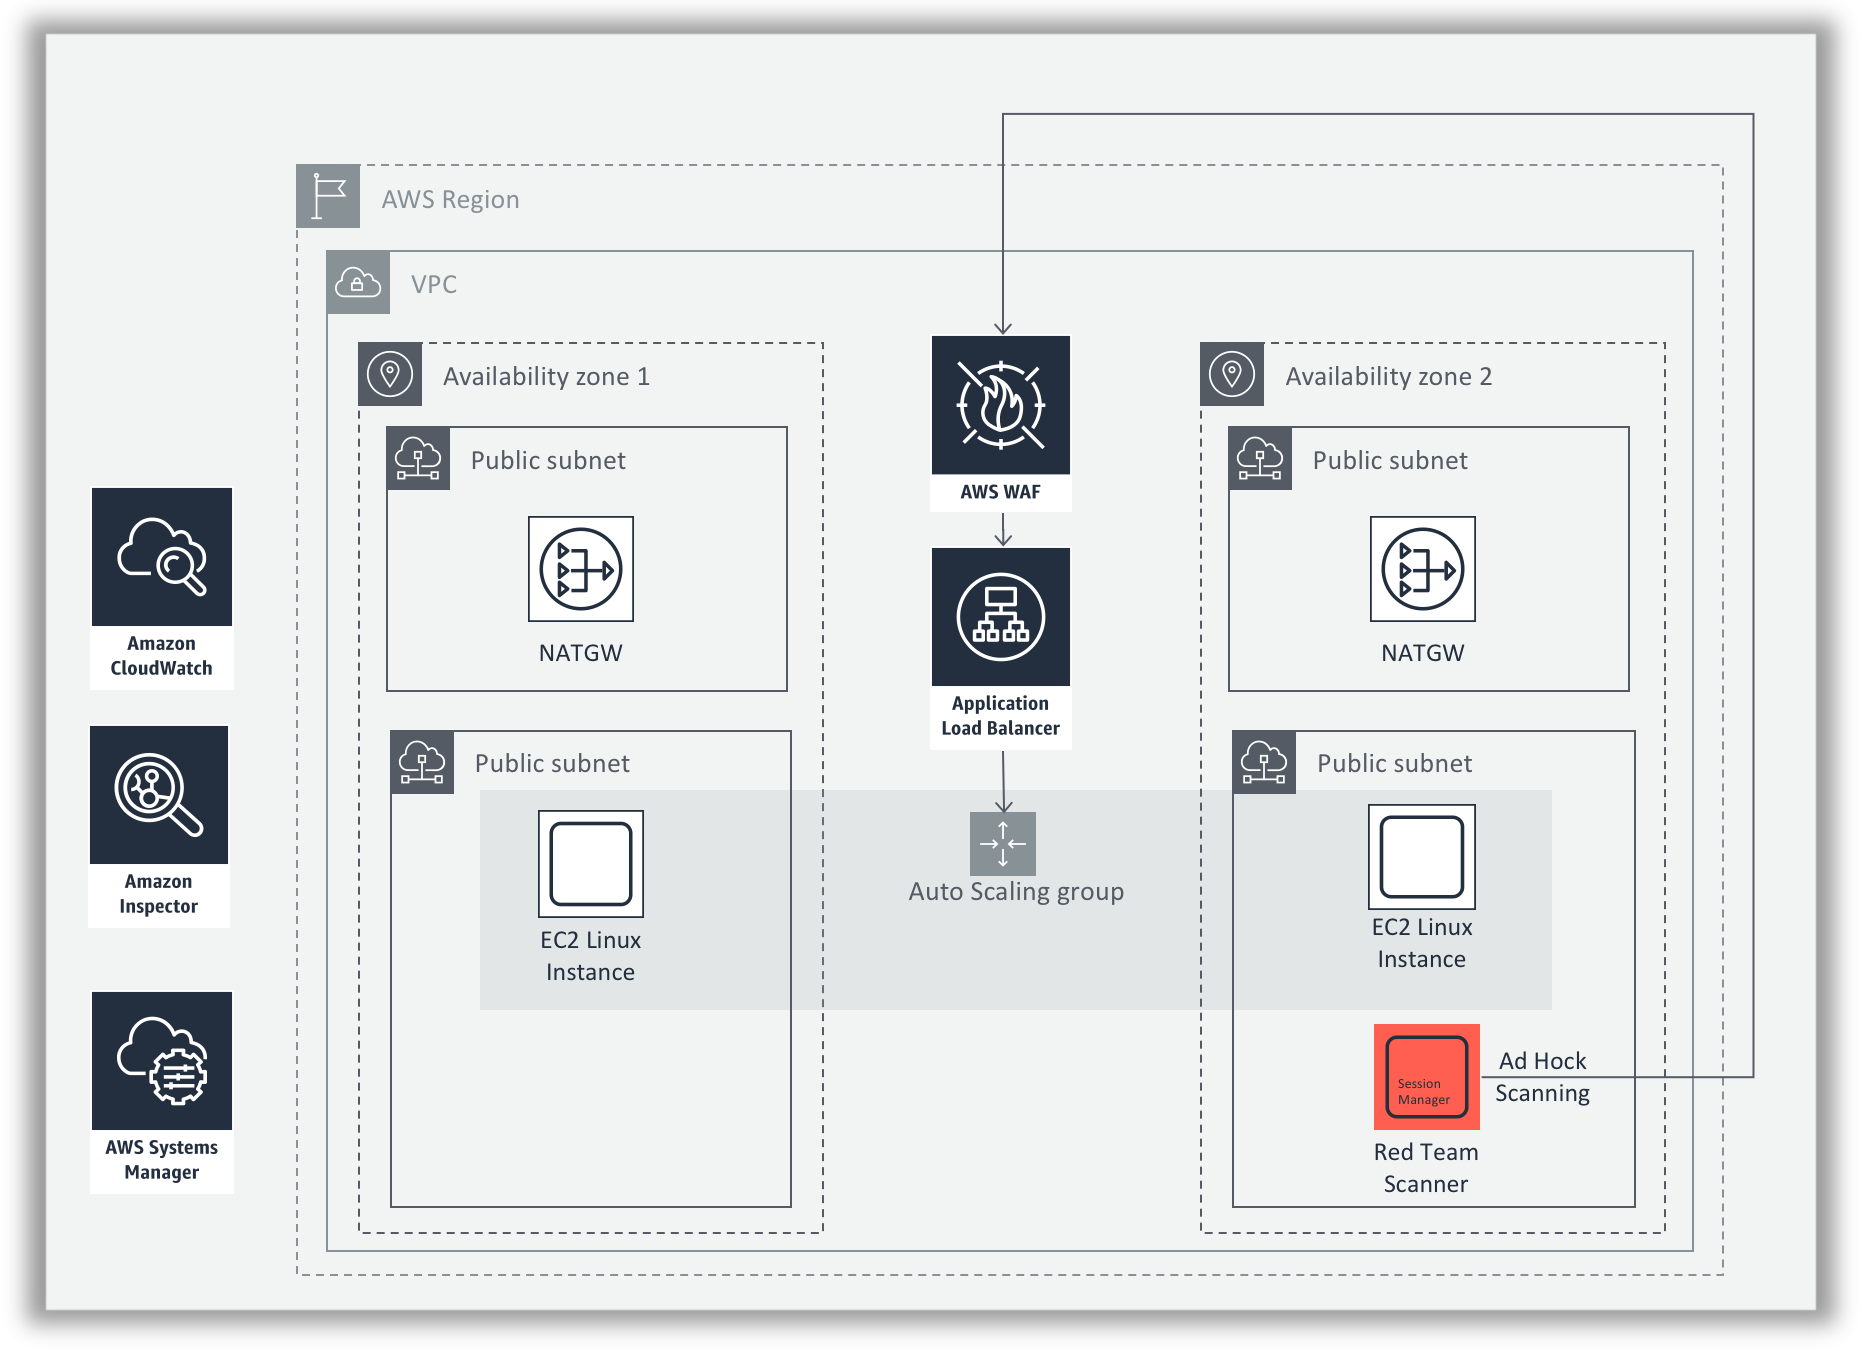 AWS Region
VPC
Availability zone 1
Public subnet
NATGW
Public subnet
EC2 Linux
Instance
AWS WAF
Application
Load Balancer
Auto Scaling group
Availability zone 2
Public subnet
NATGW
Public subnet
EC2 Linux
Instance
Session
Manager
Ad Hock
Scanning
Red Team
Scanner
Amazon
CloudWatch
Amazon
Inspector
AWS Systems
Manager